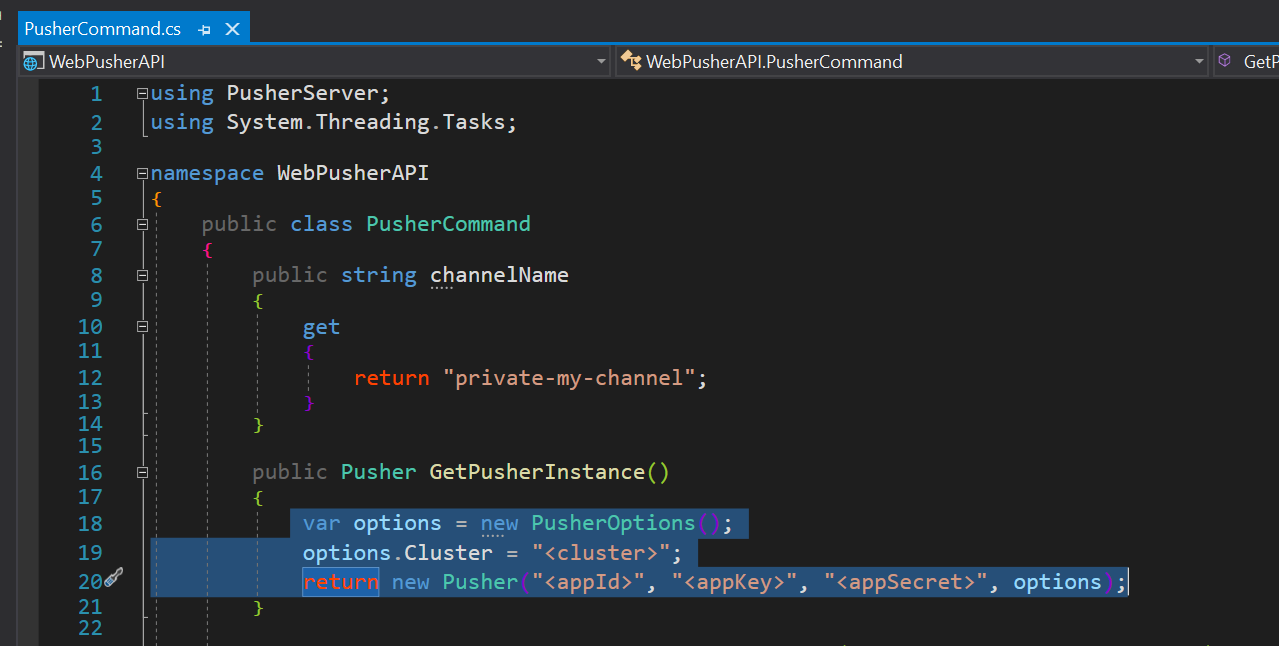 PusherCommand.cs
WebPusherAPI WebPusherAPI.PusherCommand GetP
1 using PusherServer;
2 using System.Threading.Tasks;
3
4 namespace WebPusherAPI
5 {
6 public class PusherCommand
7 {
8 public string channelName
9 {
10 get
11 {
12 return "private-my-channel";
13 }
14 }
15
16 public Pusher GetPusherInstance()
17 {
18 var options = new PusherOptions();
19 options.Cluster = "<cluster>";
20 return new Pusher("<appId>", "<appKey>", "<appSecret>", options);
21 }
22